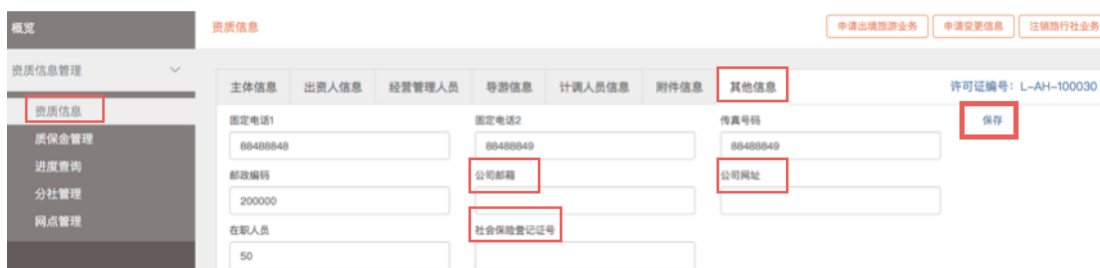 概览
资质信息
申请出境旅游业务
申请变更信息
注销旅行社业务
资质信息管理
主体信息
出资人信息
经营管理人员
导游信息
计调人员信息
附件信息
其他信息
许可证编号：L-AH-100030
资质信息
质保金管理
进度查询
分社管理
网点管理
固定电话1
固定电话2
传真号码
保存
88488848
88488849
88488849
邮政编码
公司邮箱
公司网址
200000
在职人员
社会保险登记证号
50